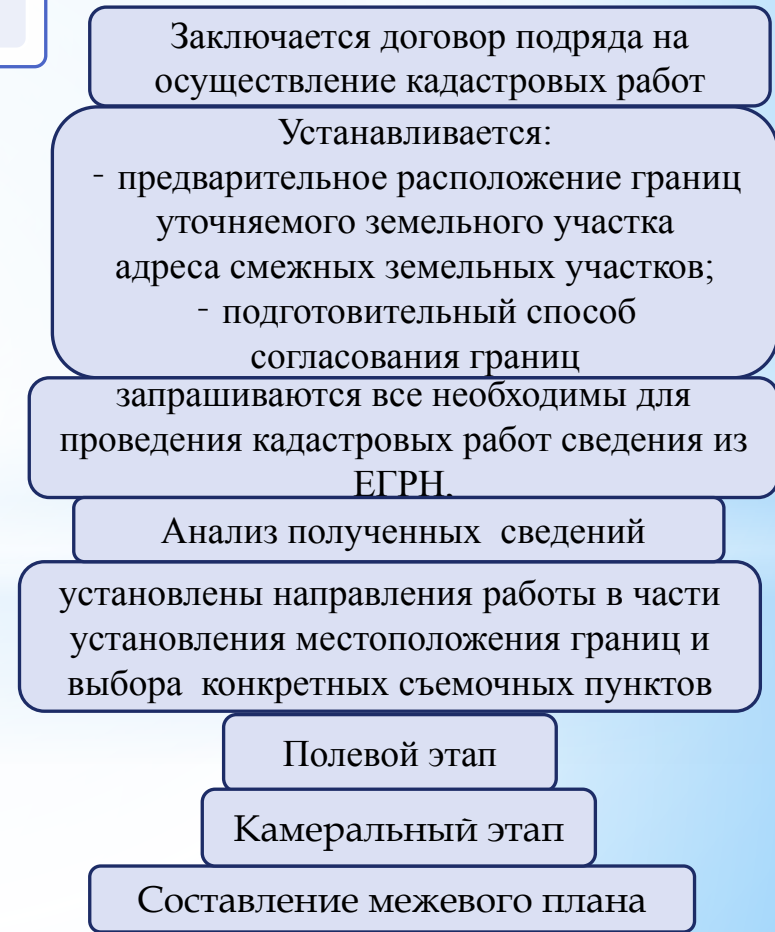 Заключается договор подряда на
осуществление кадастровых работ
Устанавливается:
- предварительное расположение границ
уточняемого земельного участка
адреса смежных земельных участков;
- подготовительный способ
согласования границ
запрашиваются все необходимы для
проведения кадастровых работ сведения из
ЕГРН.
Анализ полученных сведений
установлены направления работы в части
установления местоположения границ и
выбора конкретных съемочных пунктов
Полевой этап
Камеральный этап
Составление межевого плана